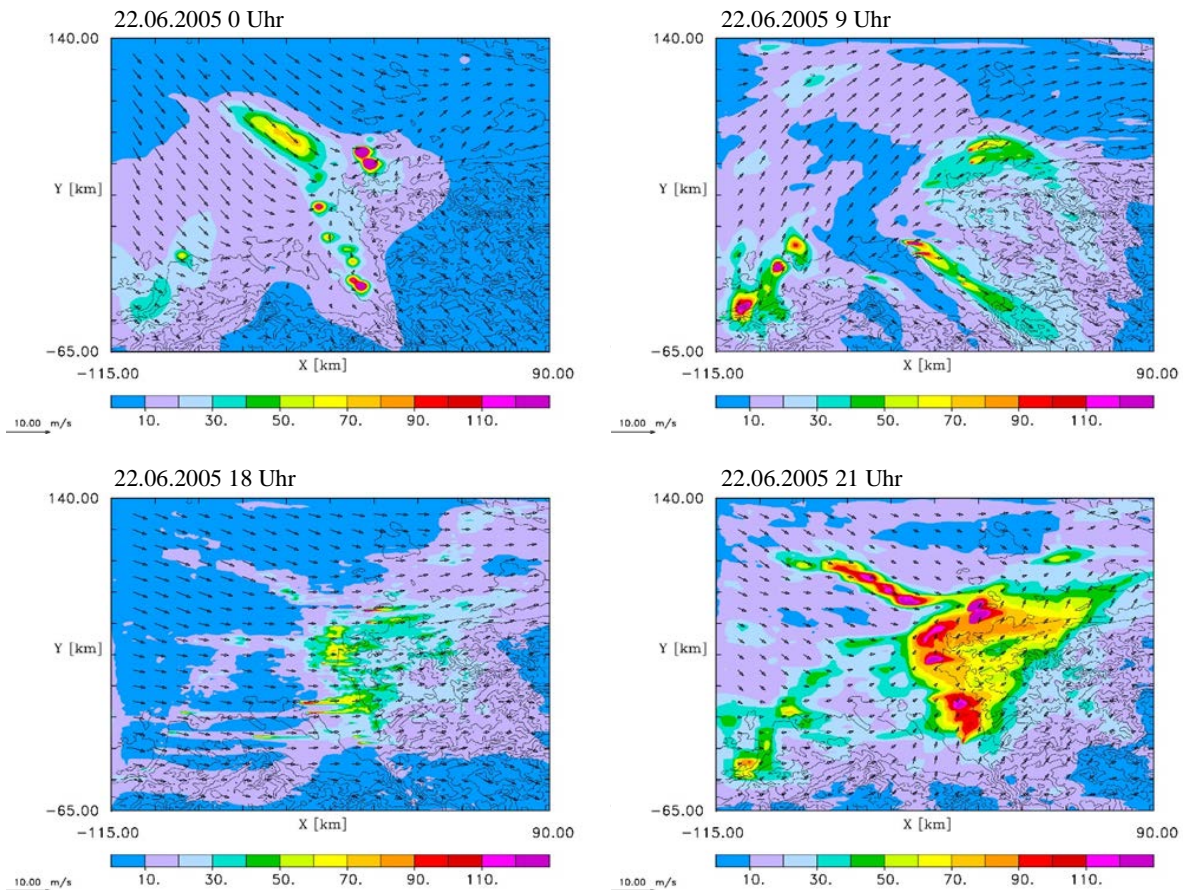 22.06.2005 0 Uhr
140.00
Y [km]
-65.00
-115.00
X [km]
90.00
10. 30. 50. 70. 90. 110.
10.00 m/s
22.06.2005 9 Uhr
140.00
Y [km]
-65.00
-115.00
X [km]
90.00
10. 30. 50. 70. 90. 110.
10.00 m/s
22.06.2005 18 Uhr
140.00
Y [km]
-65.00
-115.00
X [km]
90.00
10. 30. 50. 70. 90. 110.
10.00 m/s
22.06.2005 21 Uhr
140.00
Y [km]
-65.00
-115.00
X [km]
90.00
10. 30. 50. 70. 90. 110.
10.00 m/s